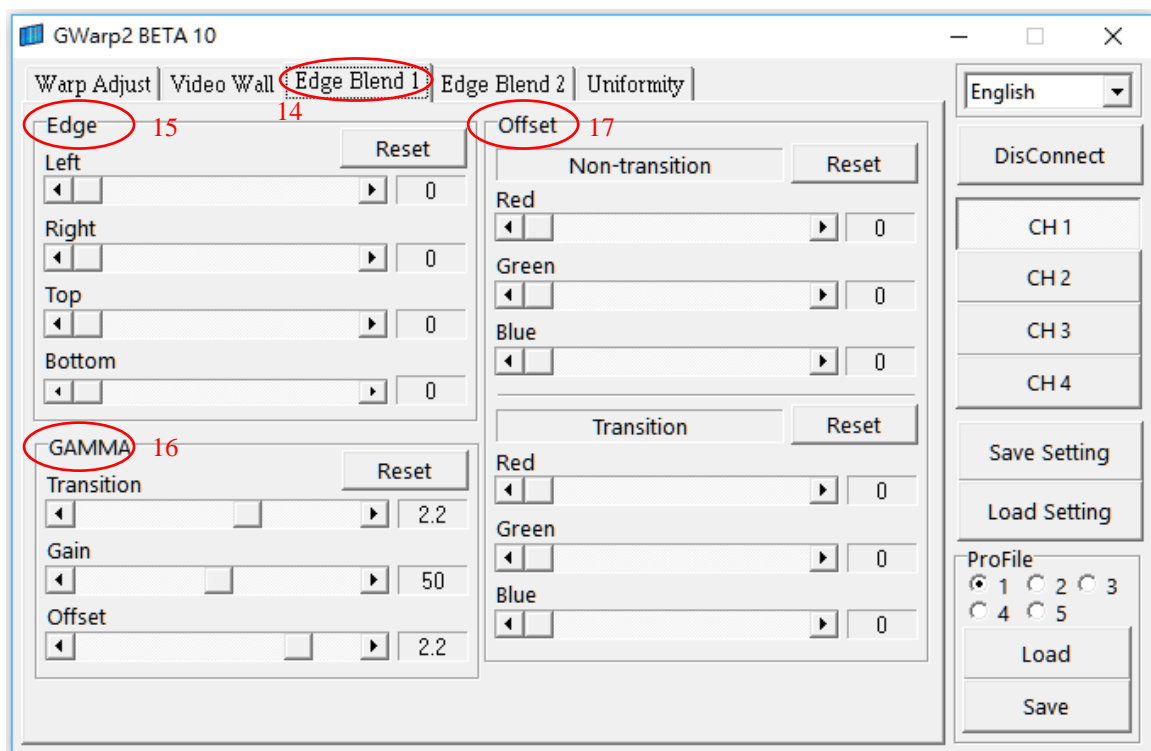 GWarp2 BETA 10
Warp Adjust Video Wall Edge Blend 1 Edge Blend 2 Uniformity
14
Edge 15
Reset
Left
0
Right
0
Top
0
Bottom
0
GAMMA 16
Reset
Transition
2.2
Gain
50
Offset
2.2
Offset 17
Non-transition Reset
Red
0
Green
0
Blue
0
Transition Reset
Red
0
Green
0
Blue
0
English
DisConnect
CH 1
CH 2
CH 3
CH 4
Save Setting
Load Setting
ProFile
1 2 3
4 5
Load
Save